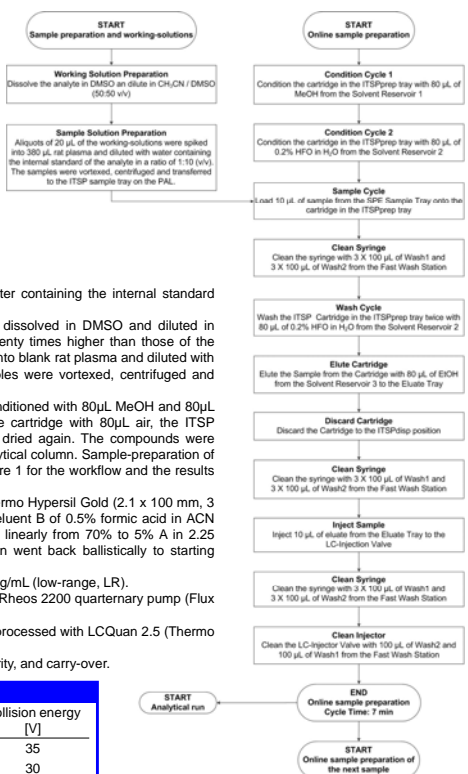 START
Sample preparation and working-solutions
Working Solution Preparation
Dissolve the analyte in DMSO an dilute in CH₃CN / DMSO
(50:50 v/v)
Sample Solution Preparation
Aliquots of 20 µL of the working-solutions were spiked
into 380 µL rat plasma and diluted with water containing
the internal standard of the analyte in a ratio of 1:10 (v/v).
The samples were vortexed, centrifuged and transferred
to the ITSP sample tray on the PAL.
START
Online sample preparation
Condition Cycle 1
Condition the cartridge in the ITSPprep tray with 80 µL of
MeOH from the Solvent Reservoir 1
Condition Cycle 2
Condition the cartridge in the ITSPprep tray with 80 µL of
0.2% HFO in H₂O from the Solvent Reservoir 2
Sample Cycle
Load 10 µL of sample from the SPE Sample Tray onto the
cartridge in the ITSPprep tray
Clean Syringe
Clean the syringe with 3 X 100 µL of Wash1 and
3 X 100 µL of Wash2 from the Fast Wash Station
Wash Cycle
Wash the ITSP Cartridge in the ITSPprep tray twice with
80 µL of 0.2% HFO in H₂O from the Solvent Reservoir 2
Elute Cartridge
Elute the Sample from the Cartridge with 80 µL of EtOH
from the Solvent Reservoir 3 to the Eluate Tray
Discard Cartridge
Discard the Cartridge to the ITSPdisp position
Clean Syringe
Clean the syringe with 3 X 100 µL of Wash1 and
3 X 100 µL of Wash2 from the Fast Wash Station
Inject Sample
Inject 10 µL of eluate from the Eluate Tray to the
LC-Injection Valve
Clean Syringe
Clean the syringe with 3 X 100 µL of Wash1 and
3 X 100 µL of Wash2 from the Fast Wash Station
Clean Injector
Clean the LC-Injector Valve with 100 µL of Wash2 and
100 µL of Wash1 from the Fast Wash Station
END
Online sample preparation
Cycle Time: 7 min
START
Analytical run
START
Online sample preparation of
the next sample
ter containing the internal standard
dissolved in DMSO and diluted in
enty times higher than those of the
nto blank rat plasma and diluted with
les were vortexed, centrifuged and
nditioned with 80µL MeOH and 80µL
e cartridge with 80µL air, the ITSP
dried again. The compounds were
ytical column. Sample-preparation of
re 1 for the workflow and the results
ermo Hypersil Gold (2.1 x 100 mm, 3
eluent B of 0.5% formic acid in ACN
linearly from 70% to 5% A in 2.25
n went back ballistically to starting
g/mL (low-range, LR).
Rheos 2200 quarternary pump (Flux
processed with LCQuan 2.5 (Thermo
rity, and carry-over.
ollision energy
[V]
35
30